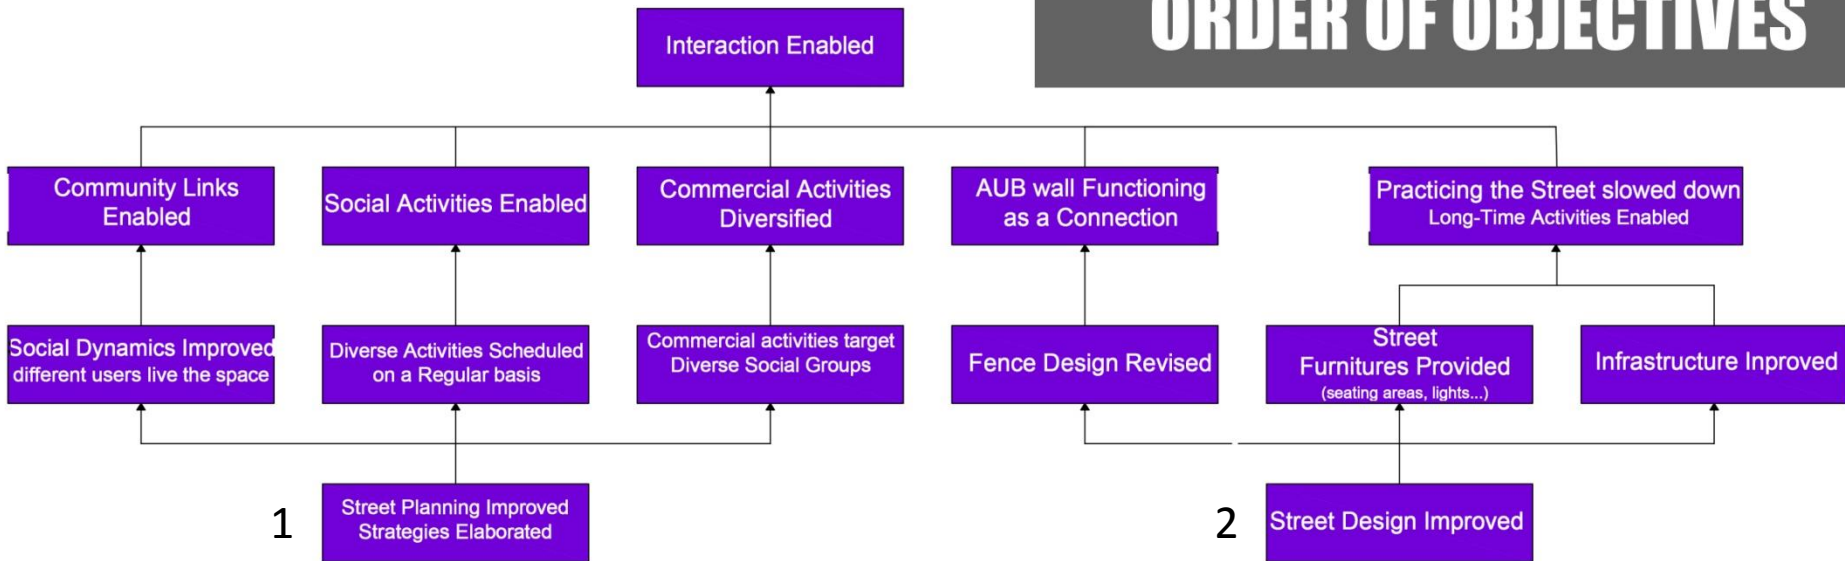 ORDER OF OBJECTIVES
Interaction Enabled
Community Links
Enabled
Social Activities Enabled
Commercial Activities
Diversified
AUB wall Functioning
as a Connection
Practicing the Street slowed down
Long-Time Activities Enabled
Social Dynamics Improved
different users live the space
Diverse Activities Scheduled
on a Regular basis
Commercial activities target
Diverse Social Groups
Fence Design Revised
Street
Furnitures Provided
(seating areas, lights...)
Infrastructure Inproved
1
Street Planning Improved
Strategies Elaborated
2
Street Design Improved